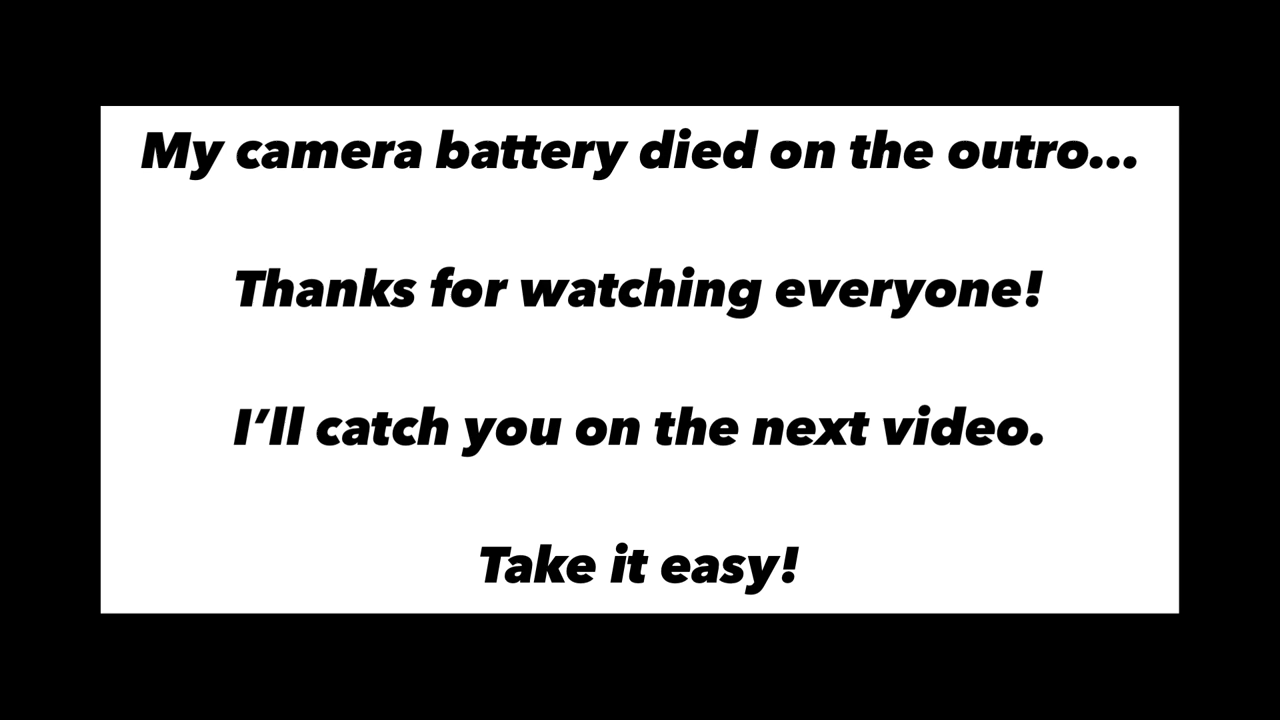 My camera battery died on the outro...
Thanks for watching everyone!
I’ll catch you on the next video.
Take it easy!